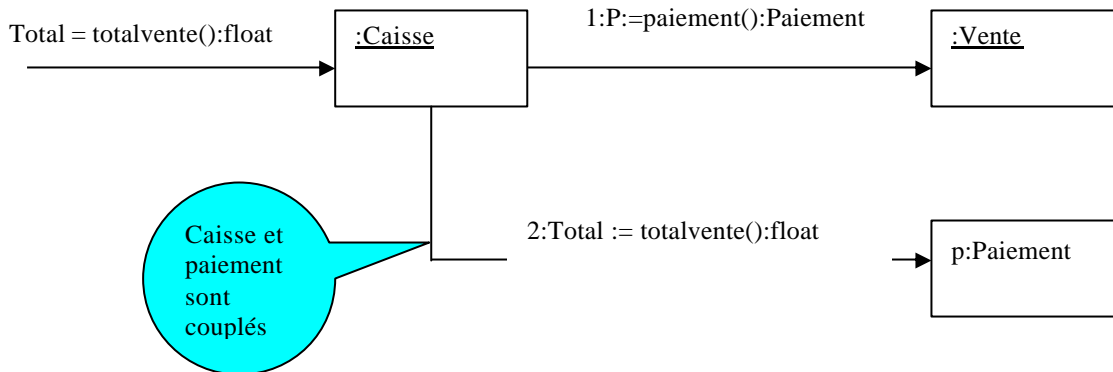 Total = totalvente():float
:Caisse
1:P:=paiement():Paiement
:Vente
Caisse et
paiement
sont
couplés
2:Total := totalvente():float
p:Paiement